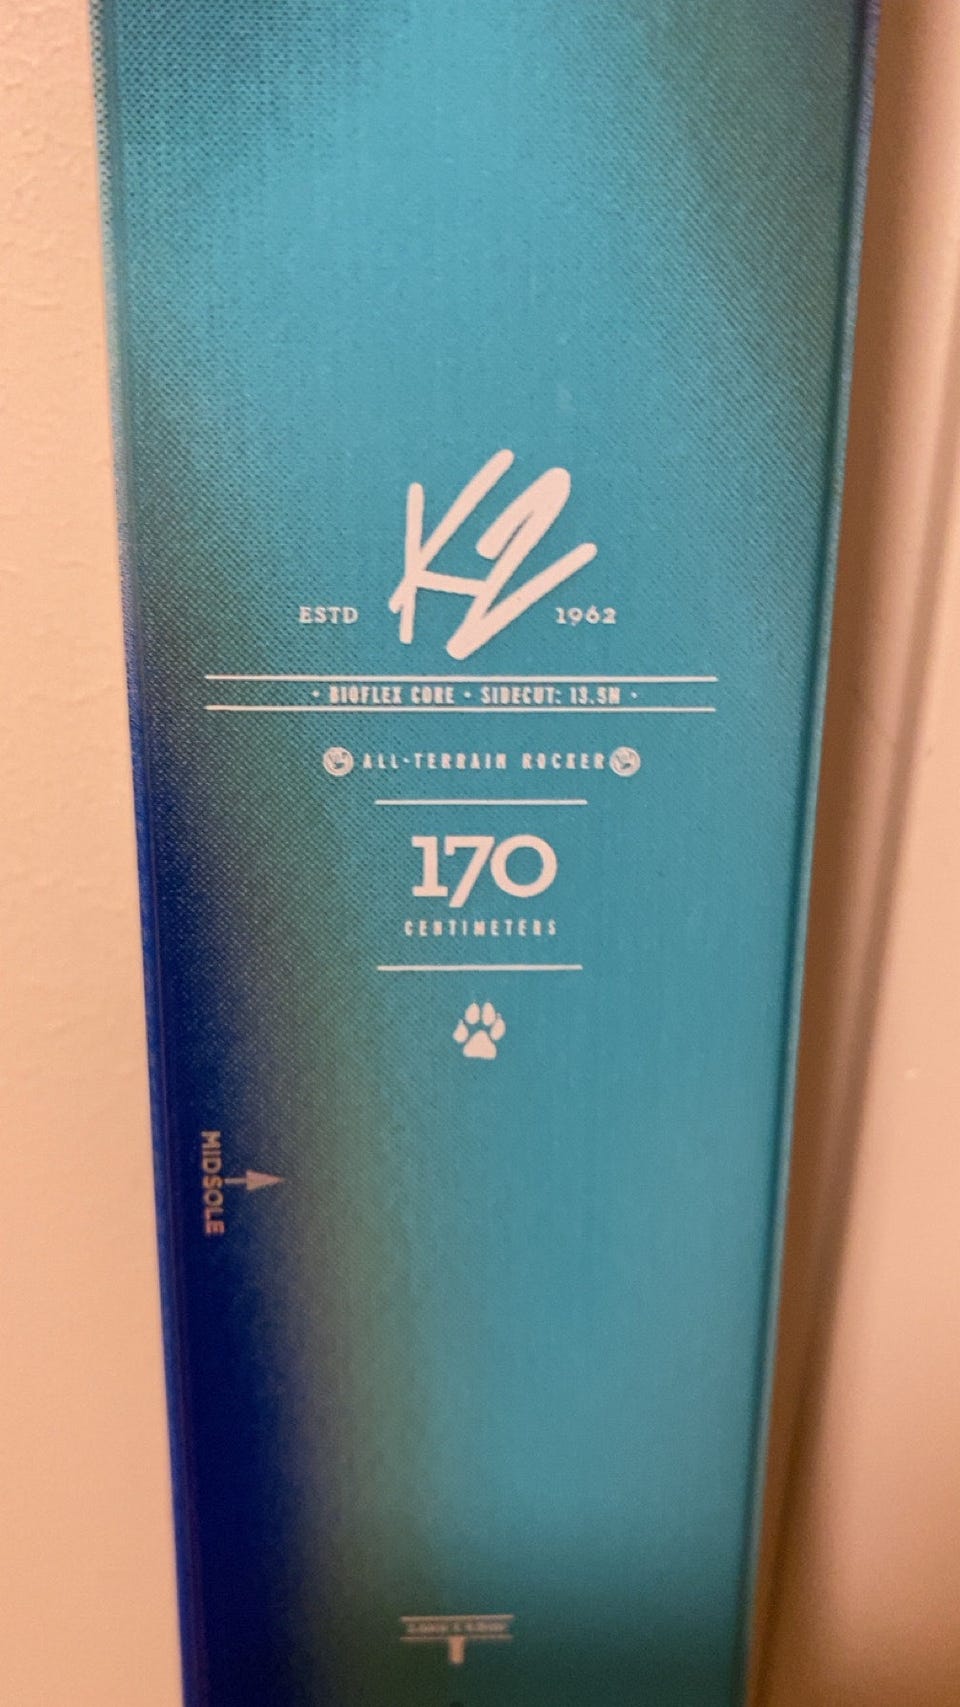 K2
ESTD 1962
• BIOFLEX CORE • SIDECUT: 13.5M •
ALL-TERRAIN ROCKER
170
CENTIMETERS
MIDSOLE